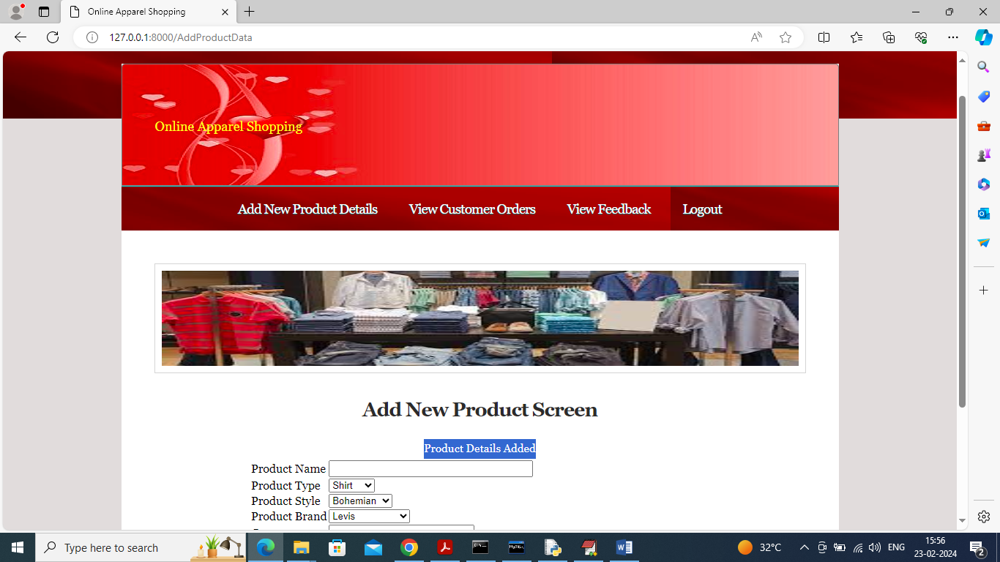 Online Apparel Shopping
127.0.0.1:8000/AddProductData
Online Apparel Shopping
Add New Product Details View Customer Orders View Feedback Logout
Add New Product Screen
Product Details Added
Product Name
Product Type Shirt
Product Style Bohemian
Product Brand Levis
Type here to search
32°C ENG 15:56
23-02-2024 2